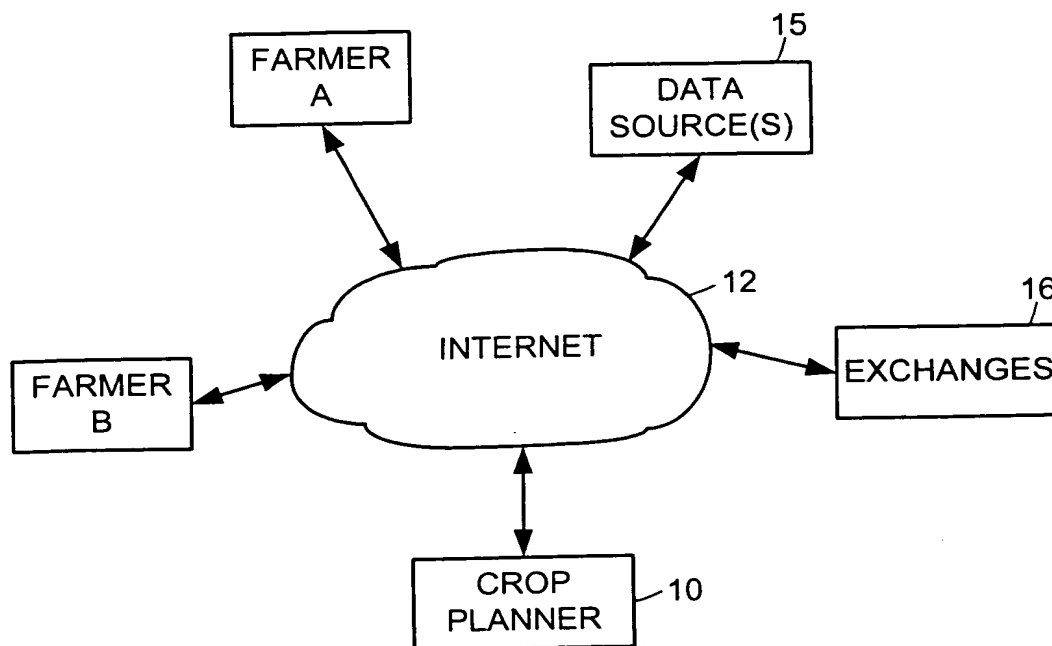 15
FARMER
A
DATA
SOURCE(S)
12
16
INTERNET
EXCHANGES
FARMER
B
CROP
PLANNER
10